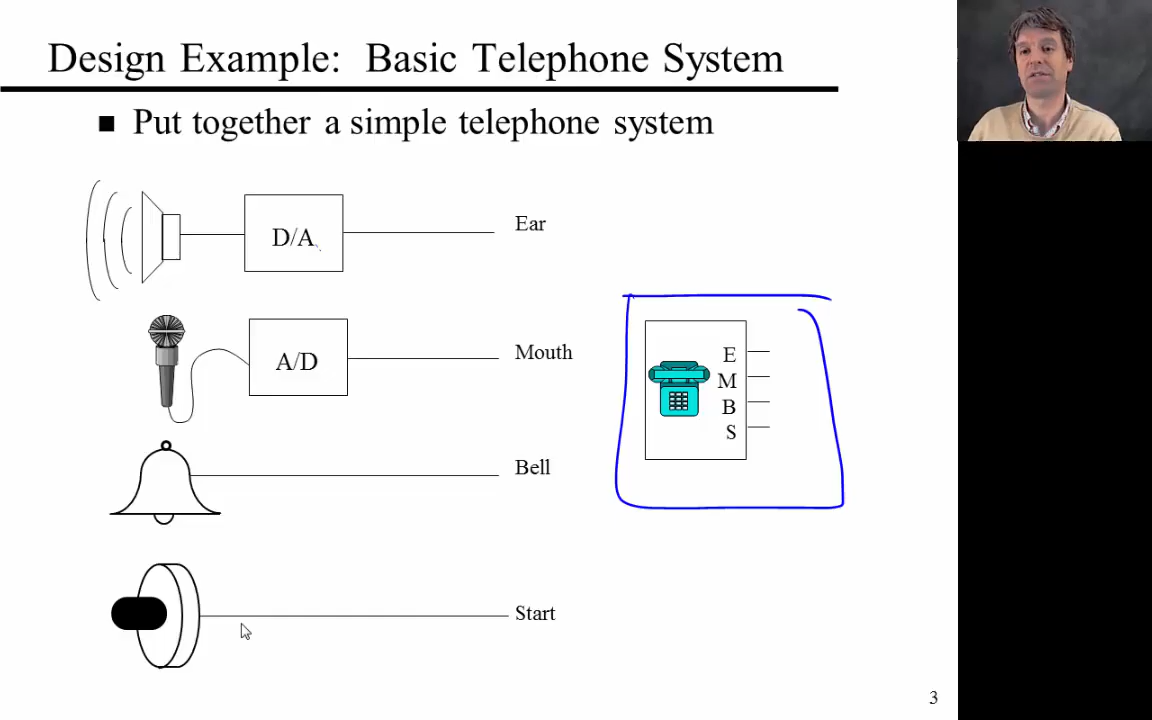 Design Example: Basic Telephone System
■ Put together a simple telephone system
D/A
Ear
A/D
Mouth
Bell
Start
E
M
B
S
3